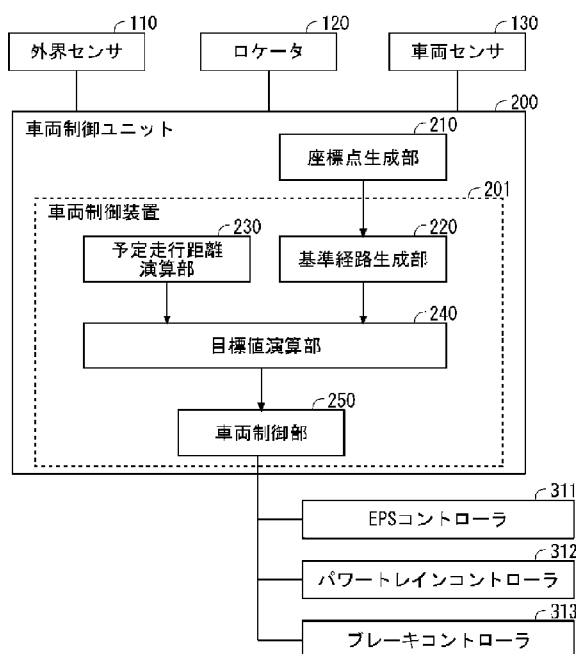 110
120
130
外界センサ
ロケータ
車両センサ
200
車両制御ユニット
210
座標点生成部
201
車両制御装置
230
220
予定走行距離
演算部
基準経路生成部
240
目標値演算部
250
車両制御部
311
EPSコントローラ
312
パワートレインコントローラ
313
ブレーキコントローラ